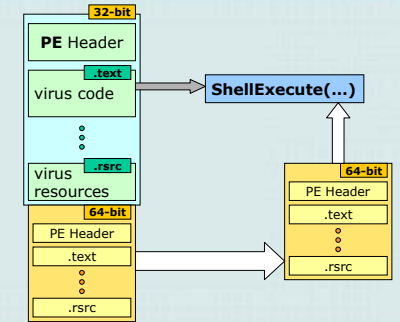 32-bit
PE Header
.text
virus code
ShellExecute(...)
.rsrc
virus
resources
64-bit
PE Header
.text
.rsrc
64-bit
PE Header
.text
.rsrc